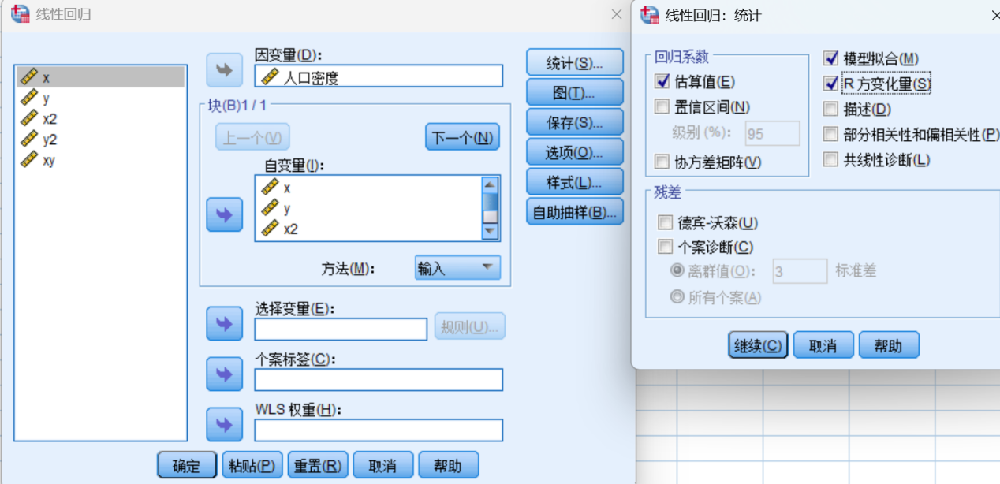 线性回归
x
y
x2
y2
xy
因变量(D):
人口密度
块(B)1 / 1
上一个(V)
下一个(N)
自变量(I):
x
y
x2
方法(M):
输入
选择变量(E):
规则(U)...
个案标签(C):
WLS 权重(H):
统计(S)...
图(T)...
保存(S)...
选项(O)...
样式(L)...
自助抽样(B)...
确定
粘贴(P)
重置(R)
取消
帮助
线性回归：统计
回归系数
估算值(E)
置信区间(N)
级别 (%):
95
协方差矩阵(V)
模型拟合(M)
R 方变化量(S)
描述(D)
部分相关性和偏相关性(P)
共线性诊断(L)
残差
德宾-沃森(U)
个案诊断(C)
离群值(O):
3
标准差
所有个案(A)
继续(C)
取消
帮助